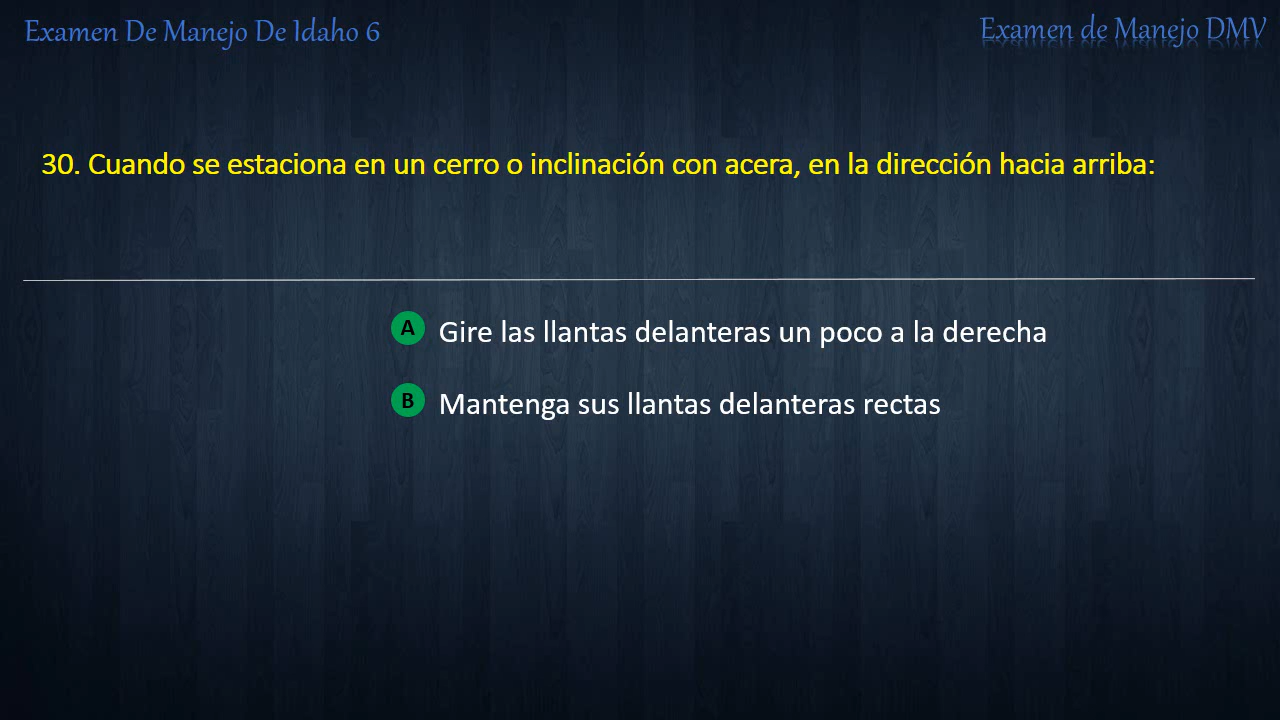 Examen De Manejo De Idaho 6
Examen de Manejo DMV
30. Cuando se estaciona en un cerro o inclinación con acera, en la dirección hacia arriba:
A Gire las llantas delanteras un poco a la derecha
B Mantenga sus llantas delanteras rectas